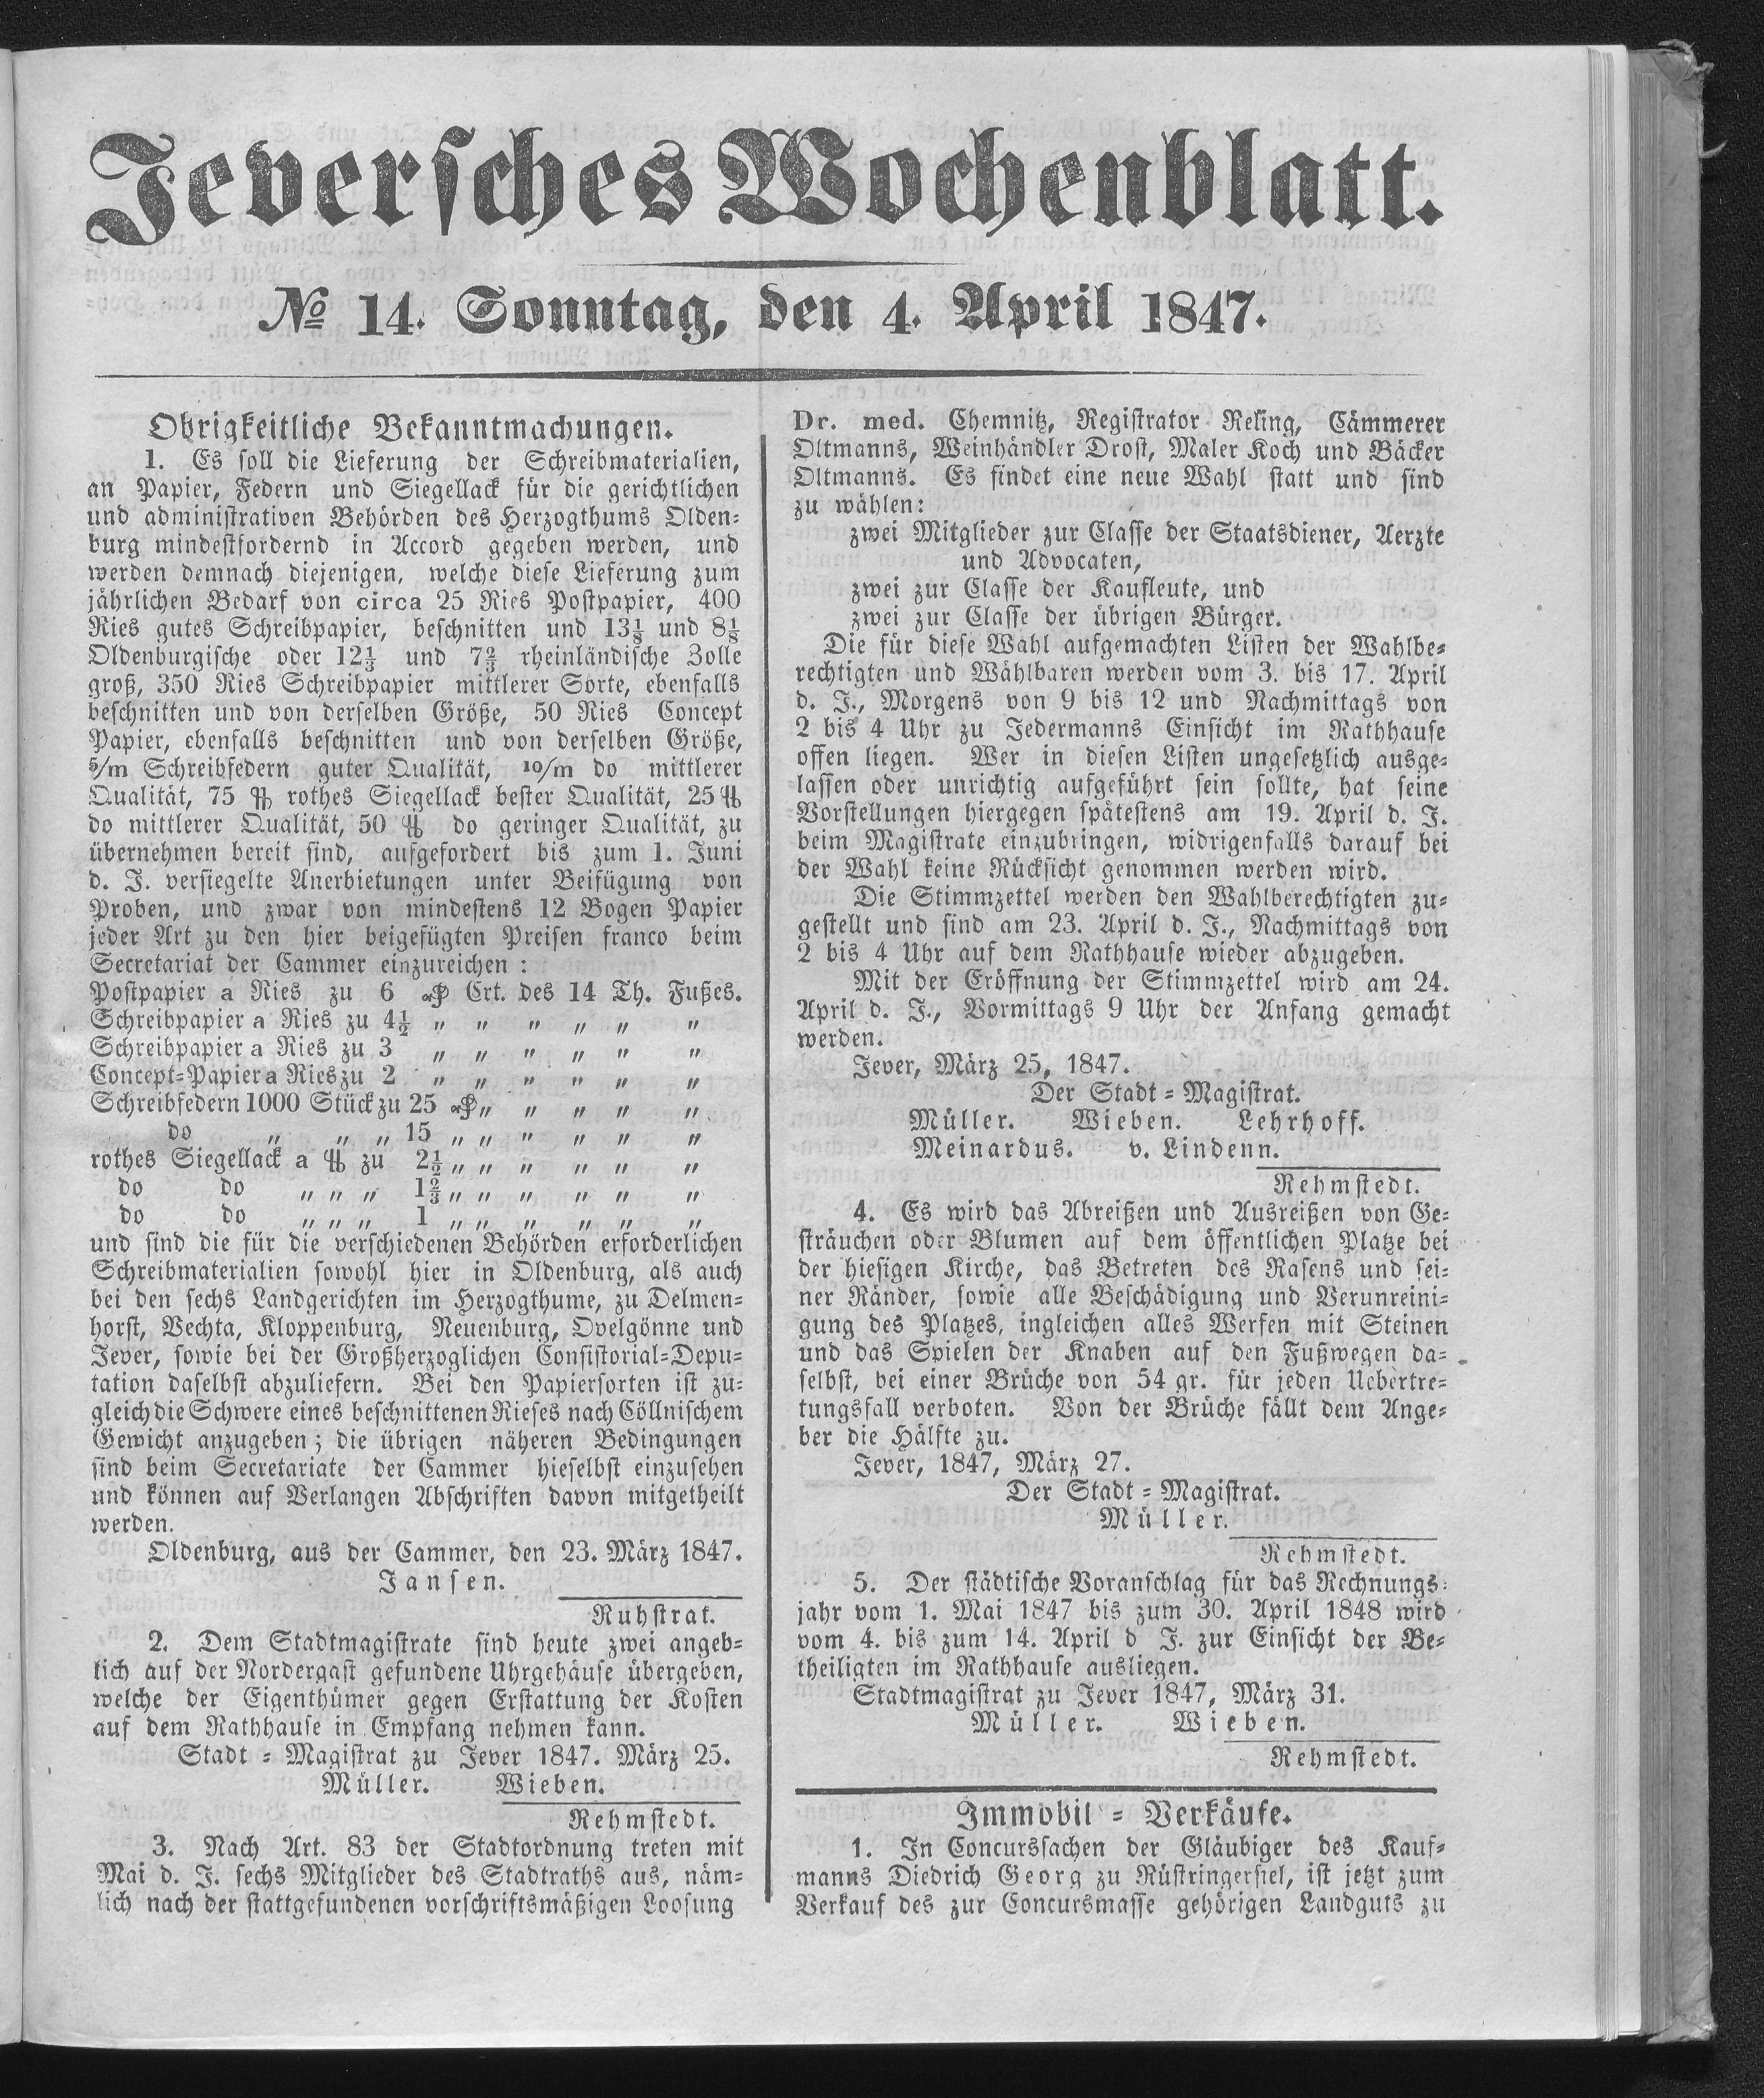 Jeversches Wochenblatt.
№ 14. Sonntag, den 4. April 1847.
Obrigkeitliche Bekanntmachungen.
1. Es soll die Lieferung der Schreibmaterialien,
an Papier, Federn und Siegellack für die gerichtlichen
und administrativen Behörden des Herzogthums Olden-
burg mindestfordernd in Accord gegeben werden, und
werden demnach diejenigen, welche diese Lieferung zum
jährlichen Bedarf von circa 25 Ries Postpapier, 400
Ries gutes Schreibpapier, beschnitten und 13⅛ und 8⅛
Oldenburgische oder 12⅓ und 7⅔ rheinländische Zolle
groß, 350 Ries Schreibpapier mittlerer Sorte, ebenfalls
beschnitten und von derselben Größe, 50 Ries Concept
Papier, ebenfalls beschnitten und von derselben Größe,
5/m Schreibfedern guter Qualität, 10/m do mittlerer
Qualität, 75 ℔ rothes Siegellack bester Qualität, 25 ℔
do mittlerer Qualität, 50 ℔ do geringer Qualität, zu
übernehmen bereit sind, aufgefordert bis zum 1. Juni
d. J. versiegelte Anerbietungen unter Beifügung von
Proben, und zwar von mindestens 12 Bogen Papier
jeder Art zu den hier beigefügten Preisen franco beim
Secretariat der Cammer einzureichen :
Postpapier a Ries zu 6 ₰ Crt. des 14 Th. Fußes.
Schreibpapier a Ries zu 4½ „ „ „ „ „ „
Schreibpapier a Ries zu 3 „ „ „ „ „ „
Concept-Papier a Ries zu 2 „ „ „ „ „ „
Schreibfedern 1000 Stück zu 25 ₰ „ „ „ „ „
do „ „ „ 15 „ „ „ „ „ „
rothes Siegellack a ℔ zu 2½ „ „ „ „ „ „
do do „ „ „ 1⅔ „ „ „ „ „ „
do do „ „ „ 1 „ „ „ „ „ „
und sind die für die verschiedenen Behörden erforderlichen
Schreibmaterialien sowohl hier in Oldenburg, als auch
bei den sechs Landgerichten im Herzogthume, zu Delmen-
horst, Vechta, Kloppenburg, Neuenburg, Ovelgönne und
Jever, sowie bei der Großherzoglichen Consistorial-Depu-
tation daselbst abzuliefern. Bei den Papiersorten ist zu-
gleich die Schwere eines beschnittenen Rieses nach Cöllnischem
Gewicht anzugeben; die übrigen näheren Bedingungen
sind beim Secretariate der Cammer hieselbst einzusehen
und können auf Verlangen Abschriften davvn mitgetheilt
werden.
Oldenburg, aus der Cammer, den 23. März 1847.
Jansen.
Ruhstrat.
2. Dem Stadtmagistrate sind heute zwei angeb-
lich auf der Nordergast gefundene Uhrgehäuse übergeben,
welche der Eigenthümer gegen Erstattung der Kosten
auf dem Rathhause in Empfang nehmen kann.
Stadt-Magistrat zu Jever 1847. März 25.
Müller. Wieben.
Rehmstedt.
3. Nach Art. 83 der Stadtordnung treten mit
Mai d. J. sechs Mitglieder des Stadtraths aus, näm-
lich nach der stattgefundenen vorschriftsmäßigen Loosung
Dr. med. Chemnitz, Registrator Reling, Cämmerer
Oltmanns, Weinhändler Drost, Maler Koch und Bäcker
Oltmanns. Es findet eine neue Wahl statt und sind
zu wählen:
zwei Mitglieder zur Classe der Staatsdiener, Aerzte
und Advocaten,
zwei zur Classe der Kaufleute, und
zwei zur Classe der übrigen Bürger.
Die für diese Wahl aufgemachten Listen der Wahlbe-
rechtigten und Wählbaren werden vom 3. bis 17. April
d. J., Morgens von 9 bis 12 und Nachmittags von
2 bis 4 Uhr zu Jedermanns Einsicht im Rathhause
offen liegen. Wer in diesen Listen ungesetzlich ausge-
lassen oder unrichtig aufgeführt sein sollte, hat seine
Vorstellungen hiergegen spätestens am 19. April d. J.
beim Magistrate einzubringen, widrigenfalls darauf bei
der Wahl keine Rücksicht genommen werden wird.
Die Stimmzettel werden den Wahlberechtigten zu-
gestellt und sind am 23. April d. J., Nachmittags von
2 bis 4 Uhr auf dem Rathhause wieder abzugeben.
Mit der Eröffnung der Stimmzettel wird am 24.
April d. J., Vormittags 9 Uhr der Anfang gemacht
werden.
Jever, März 25, 1847.
Der Stadt-Magistrat.
Müller. Wieben. Lehrhoff.
Meinardus. v. Lindenn.
Rehmstedt.
4. Es wird das Abreißen und Ausreißen von Ge-
sträuchen oder Blumen auf dem öffentlichen Platze bei
der hiesigen Kirche, das Betreten des Rasens und sei-
ner Ränder, sowie alle Beschädigung und Verunreini-
gung des Platzes, ingleichen alles Werfen mit Steinen
und das Spielen der Knaben auf den Fußwegen da-
selbst, bei einer Brüche von 54 gr. für jeden Uebertre-
tungsfall verboten. Von der Brüche fällt dem Ange-
ber die Hälfte zu.
Jever, 1847, März 27.
Der Stadt-Magistrat.
Müller.
Rehmstedt.
5. Der städtische Voranschlag für das Rechnungs-
jahr vom 1. Mai 1847 bis zum 30. April 1848 wird
vom 4. bis zum 14. April d J. zur Einsicht der Be-
theiligten im Rathhause ausliegen.
Stadtmagistrat zu Jever 1847, März 31.
Müller. Wieben.
Rehmstedt.
Immobil-Verkäufe.
1. In Concurssachen der Gläubiger des Kauf-
manns Diedrich Georg zu Rüstringersiel, ist jetzt zum
Verkauf des zur Concursmasse gehörigen Landguts zu